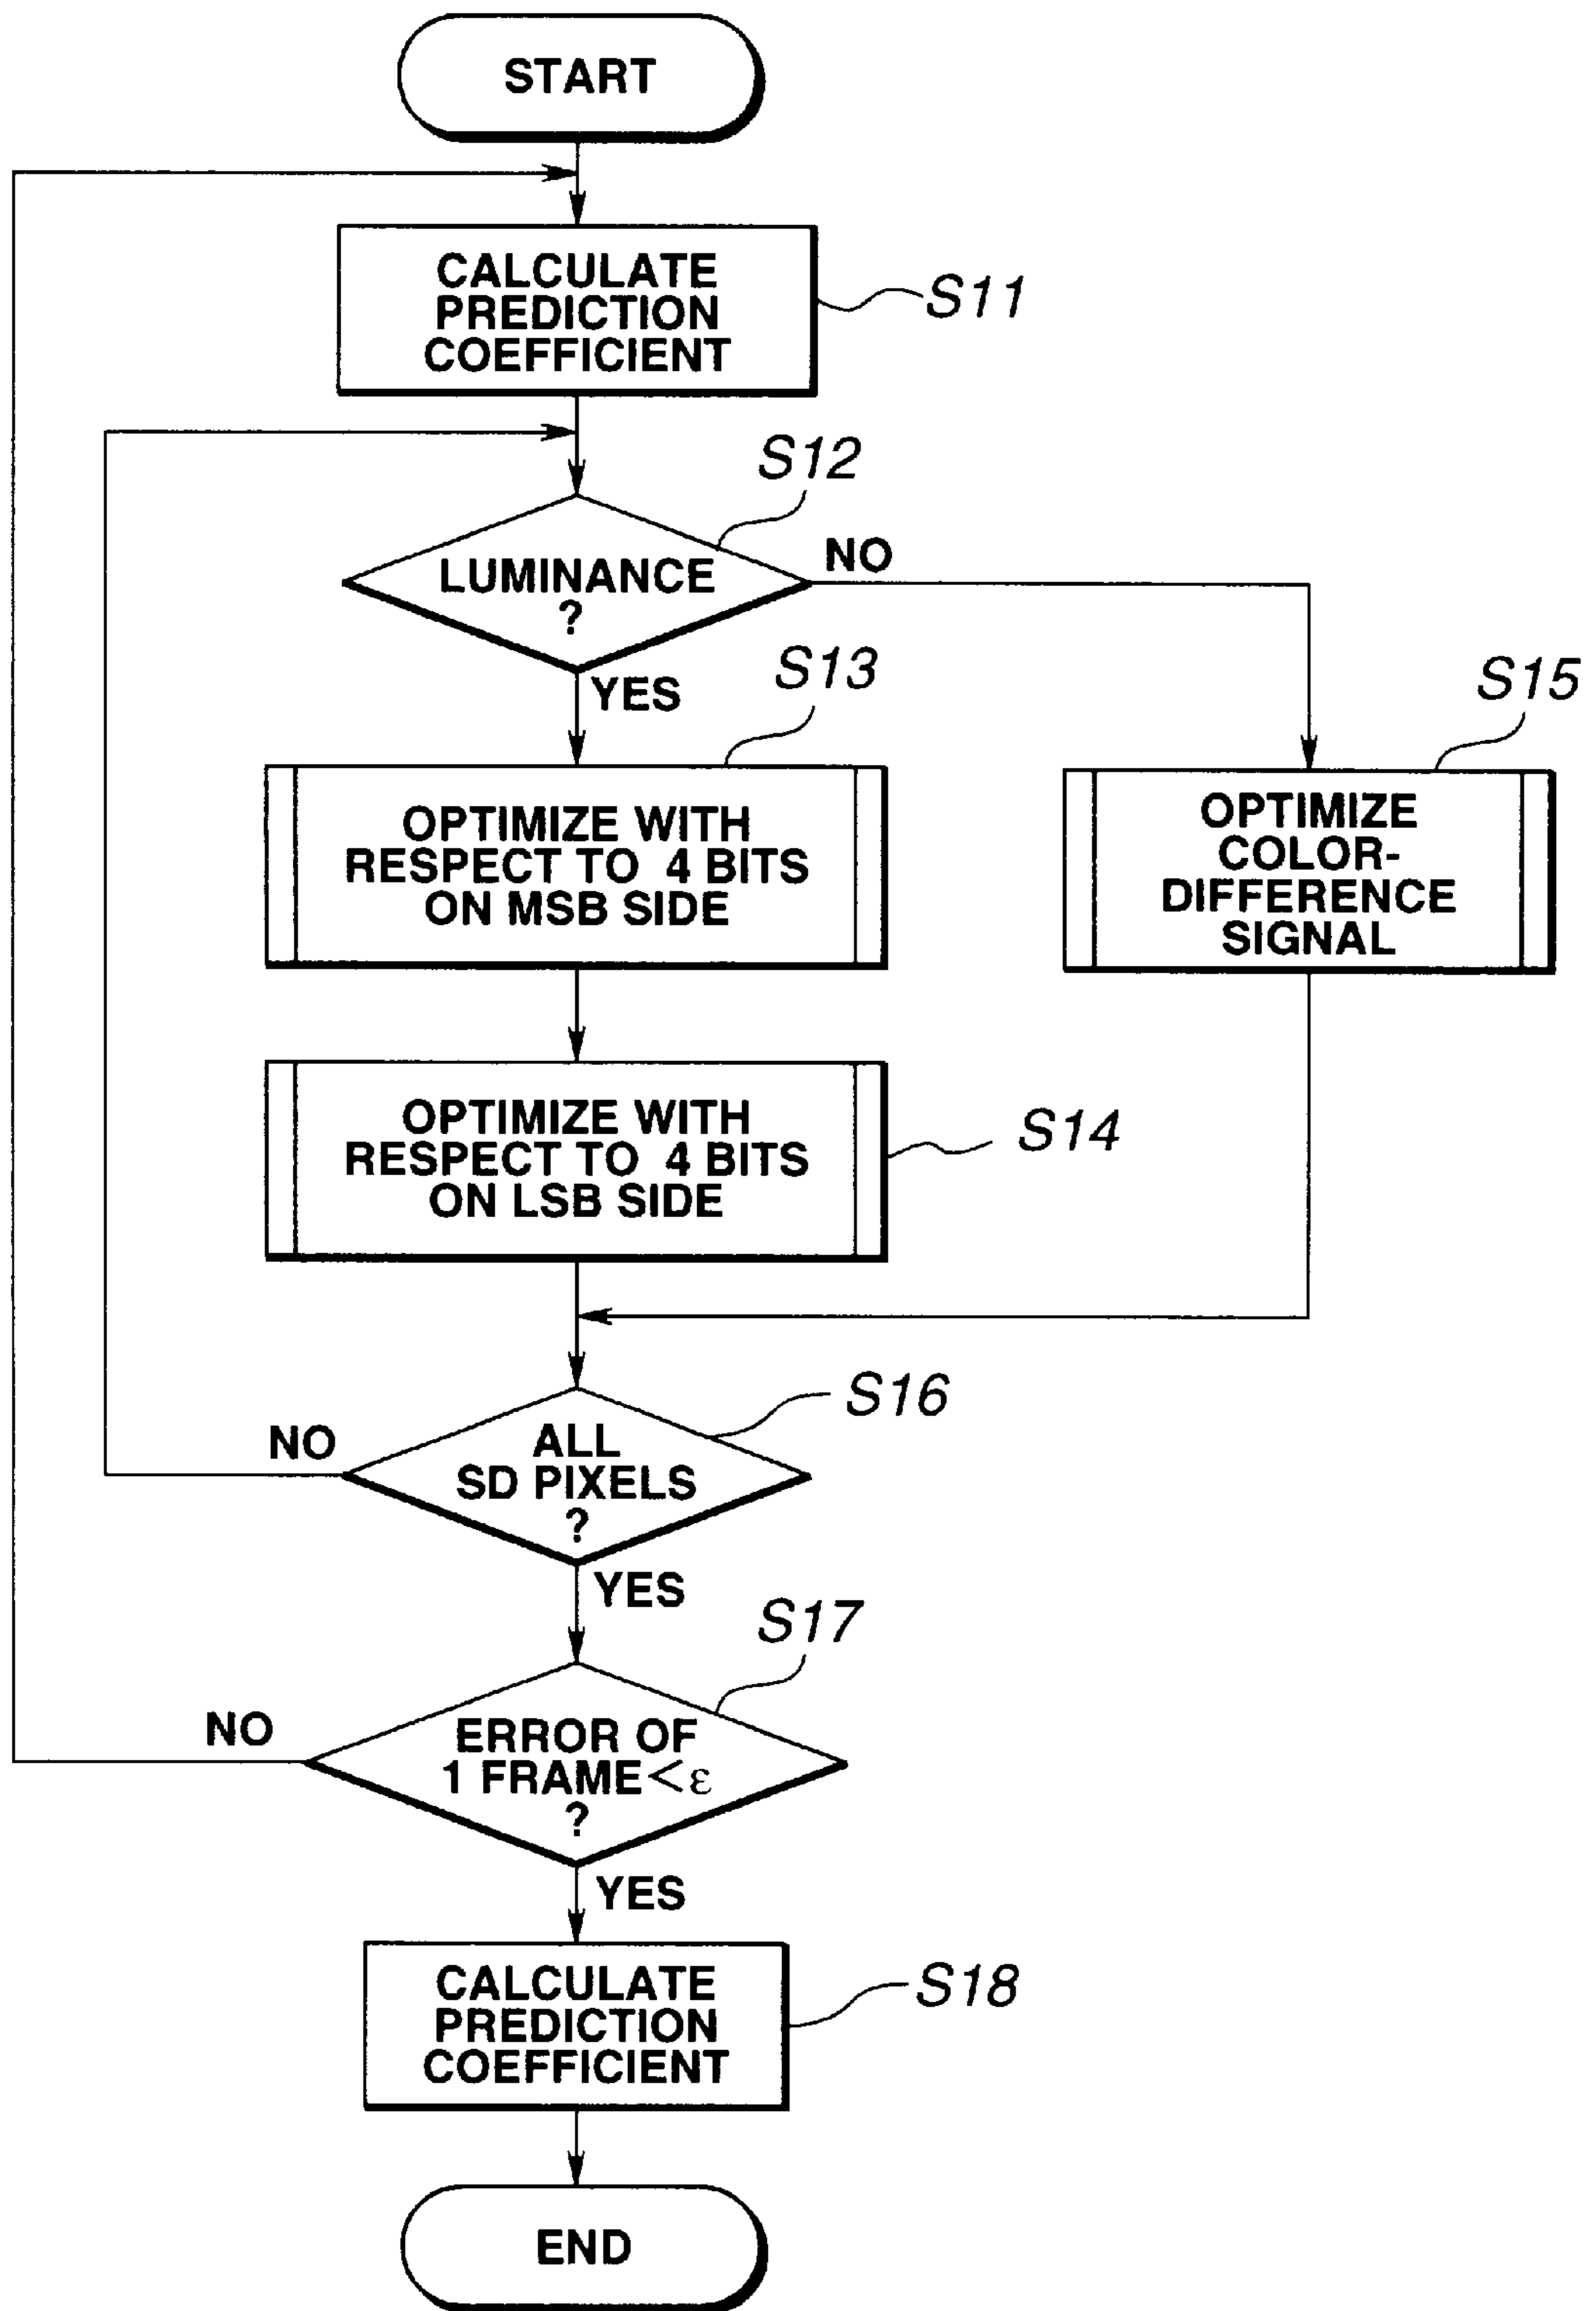 START
CALCULATE
PREDICTION
COEFFICIENT
S11
S12
LUMINANCE
?
NO
YES
S13
OPTIMIZE WITH
RESPECT TO 4 BITS
ON MSB SIDE
S15
OPTIMIZE
COLOR-
DIFFERENCE
SIGNAL
OPTIMIZE WITH
RESPECT TO 4 BITS
ON LSB SIDE
S14
S16
ALL
SD PIXELS
?
NO
YES
S17
ERROR OF
1 FRAME<ε
?
NO
YES
CALCULATE
PREDICTION
COEFFICIENT
S18
END